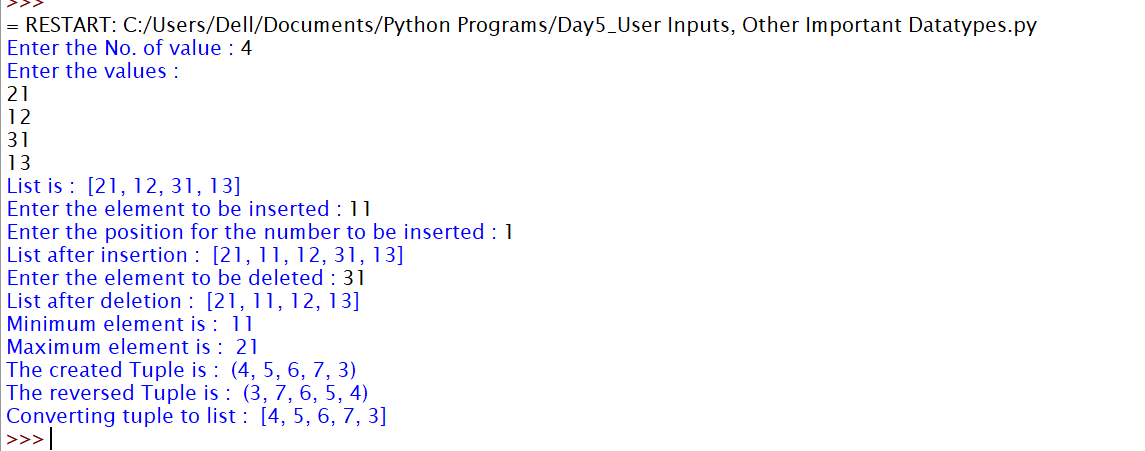 >>>
= RESTART: C:/Users/Dell/Documents/Python Programs/Day5_User Inputs, Other Important Datatypes.py
Enter the No. of value : 4
Enter the values :
21
12
31
13
List is :  [21, 12, 31, 13]
Enter the element to be inserted : 11
Enter the position for the number to be inserted : 1
List after insertion :  [21, 11, 12, 31, 13]
Enter the element to be deleted : 31
List after deletion :  [21, 11, 12, 13]
Minimum element is :  11
Maximum element is :  21
The created Tuple is :  (4, 5, 6, 7, 3)
The reversed Tuple is :  (3, 7, 6, 5, 4)
Converting tuple to list :  [4, 5, 6, 7, 3]
>>>